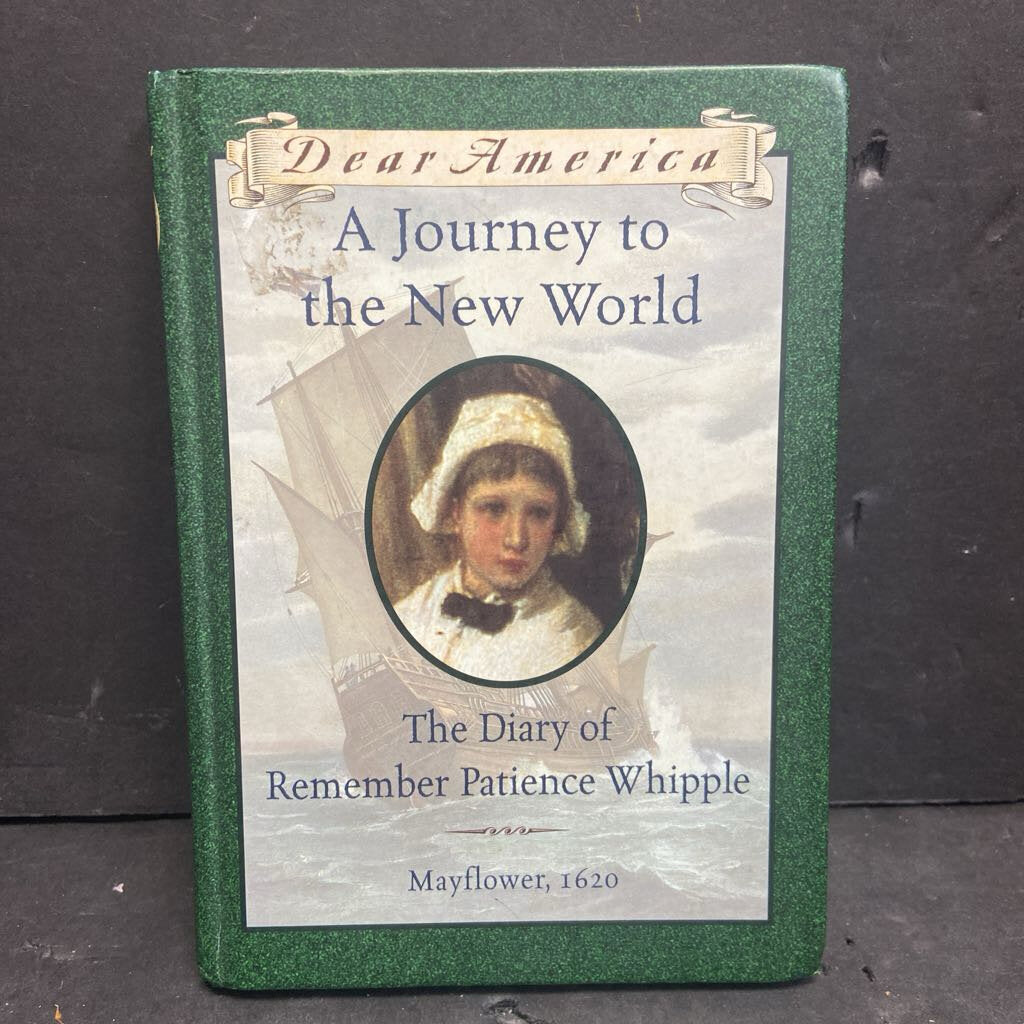 Dear America
A Journey to
the New World
The Diary of
Remember Patience Whipple
Mayflower, 1620